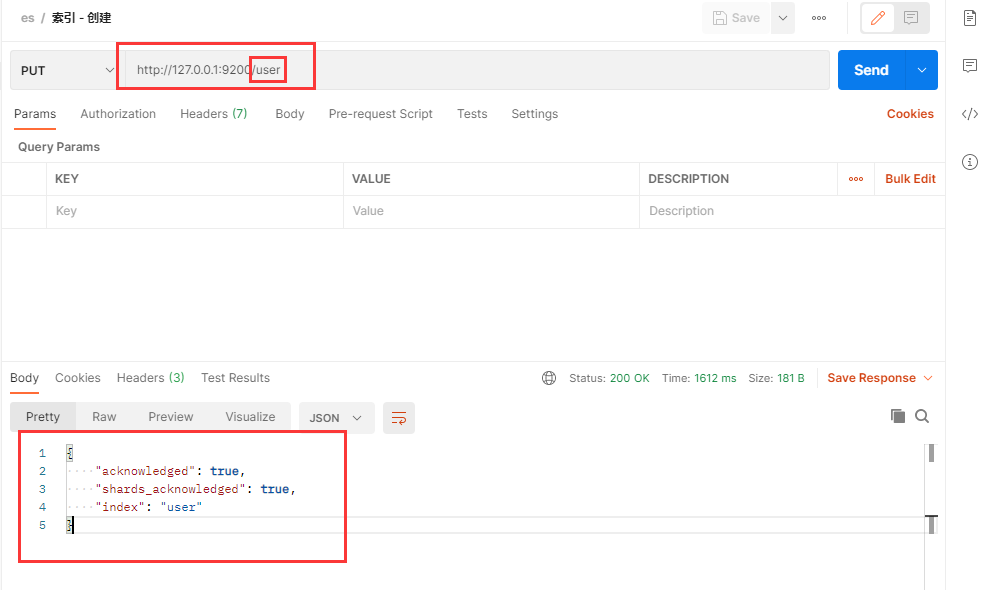 es / 索引 - 创建 Save
PUT http://127.0.0.1:9200/user Send
Params Authorization Headers (7) Body Pre-request Script Tests Settings Cookies
Query Params
KEY VALUE DESCRIPTION Bulk Edit
Key Value Description
Body Cookies Headers (3) Test Results Status: 200 OK Time: 1612 ms Size: 181 B Save Response
Pretty Raw Preview Visualize JSON
1 {
2 "acknowledged": true,
3 "shards_acknowledged": true,
4 "index": "user"
5 }